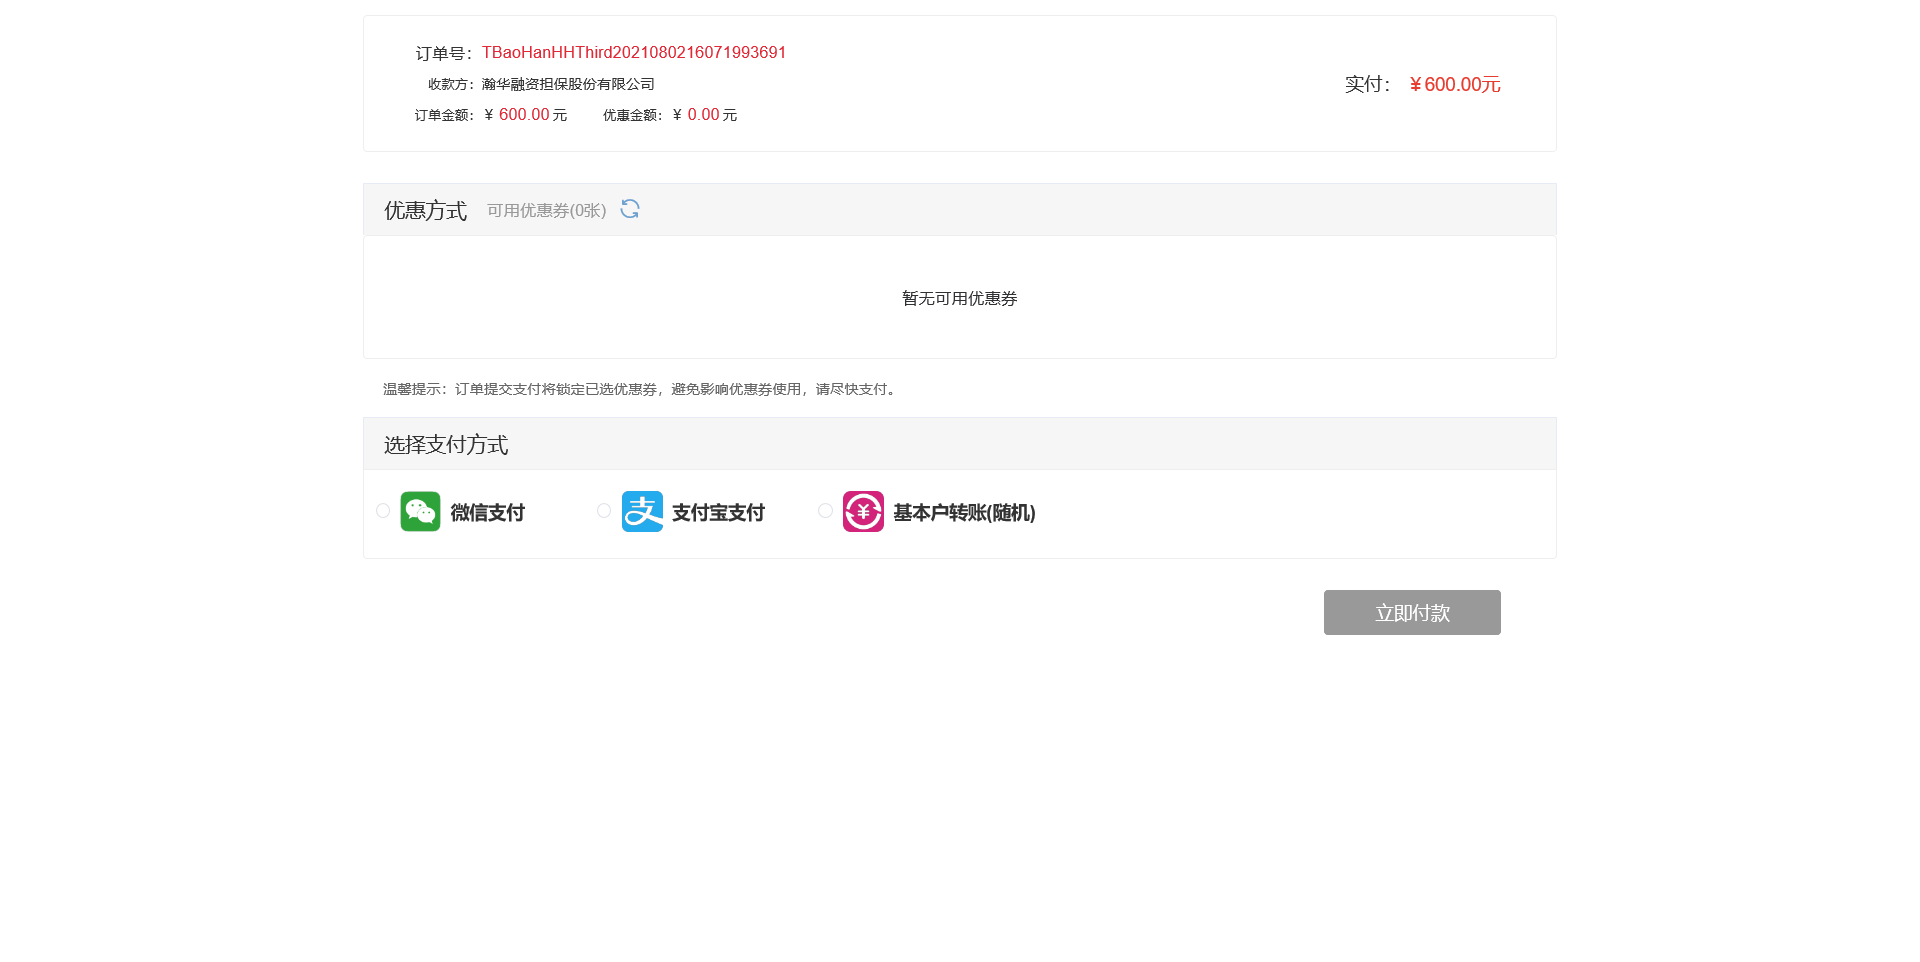 订单号：TBaoHanHHThird2021080216071993691
收款方：瀚华融资担保股份有限公司
实付：￥600.00元
订单金额：￥600.00元 优惠金额：￥0.00元
优惠方式 可用优惠券(0张)
暂无可用优惠券
温馨提示：订单提交支付将锁定已选优惠券，避免影响优惠券使用，请尽快支付。
选择支付方式
微信支付 支付宝支付 基本户转账(随机)
立即付款